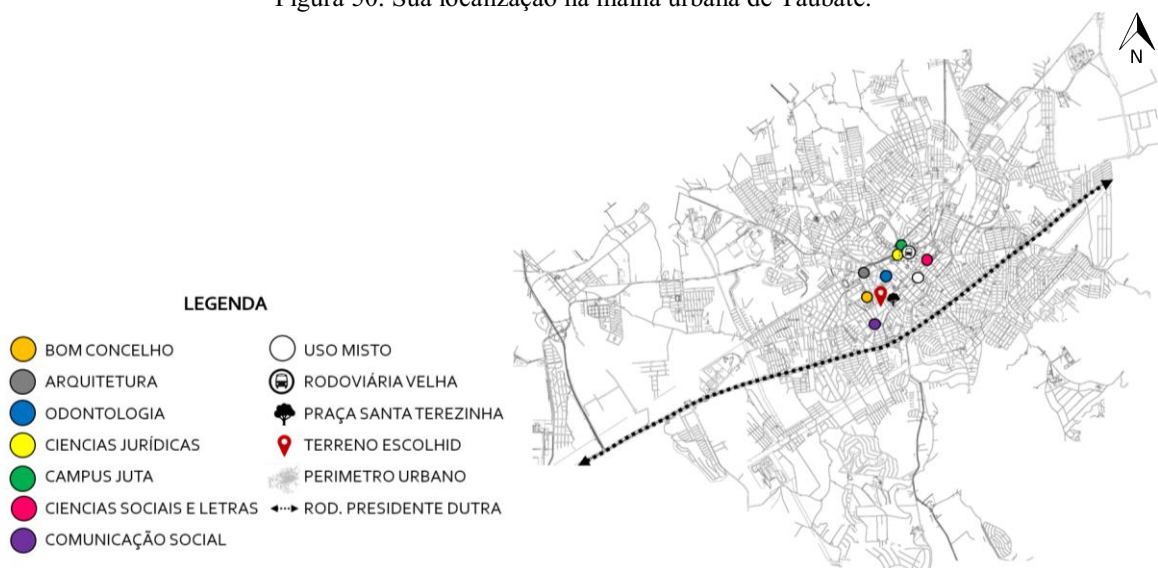 Figura 50: Sua localização na malha urbana de Taubaté.
N
LEGENDA
BOM CONCELHO
ARQUITETURA
ODONTOLOGIA
CIENCIAS JURÍDICAS
CAMPUS JUTA
CIENCIAS SOCIAIS E LETRAS
COMUNICAÇÃO SOCIAL
USO MISTO
RODOVIÁRIA VELHA
PRAÇA SANTA TEREZINHA
TERRENO ESCOLHID
PERIMETRO URBANO
ROD. PRESIDENTE DUTRA